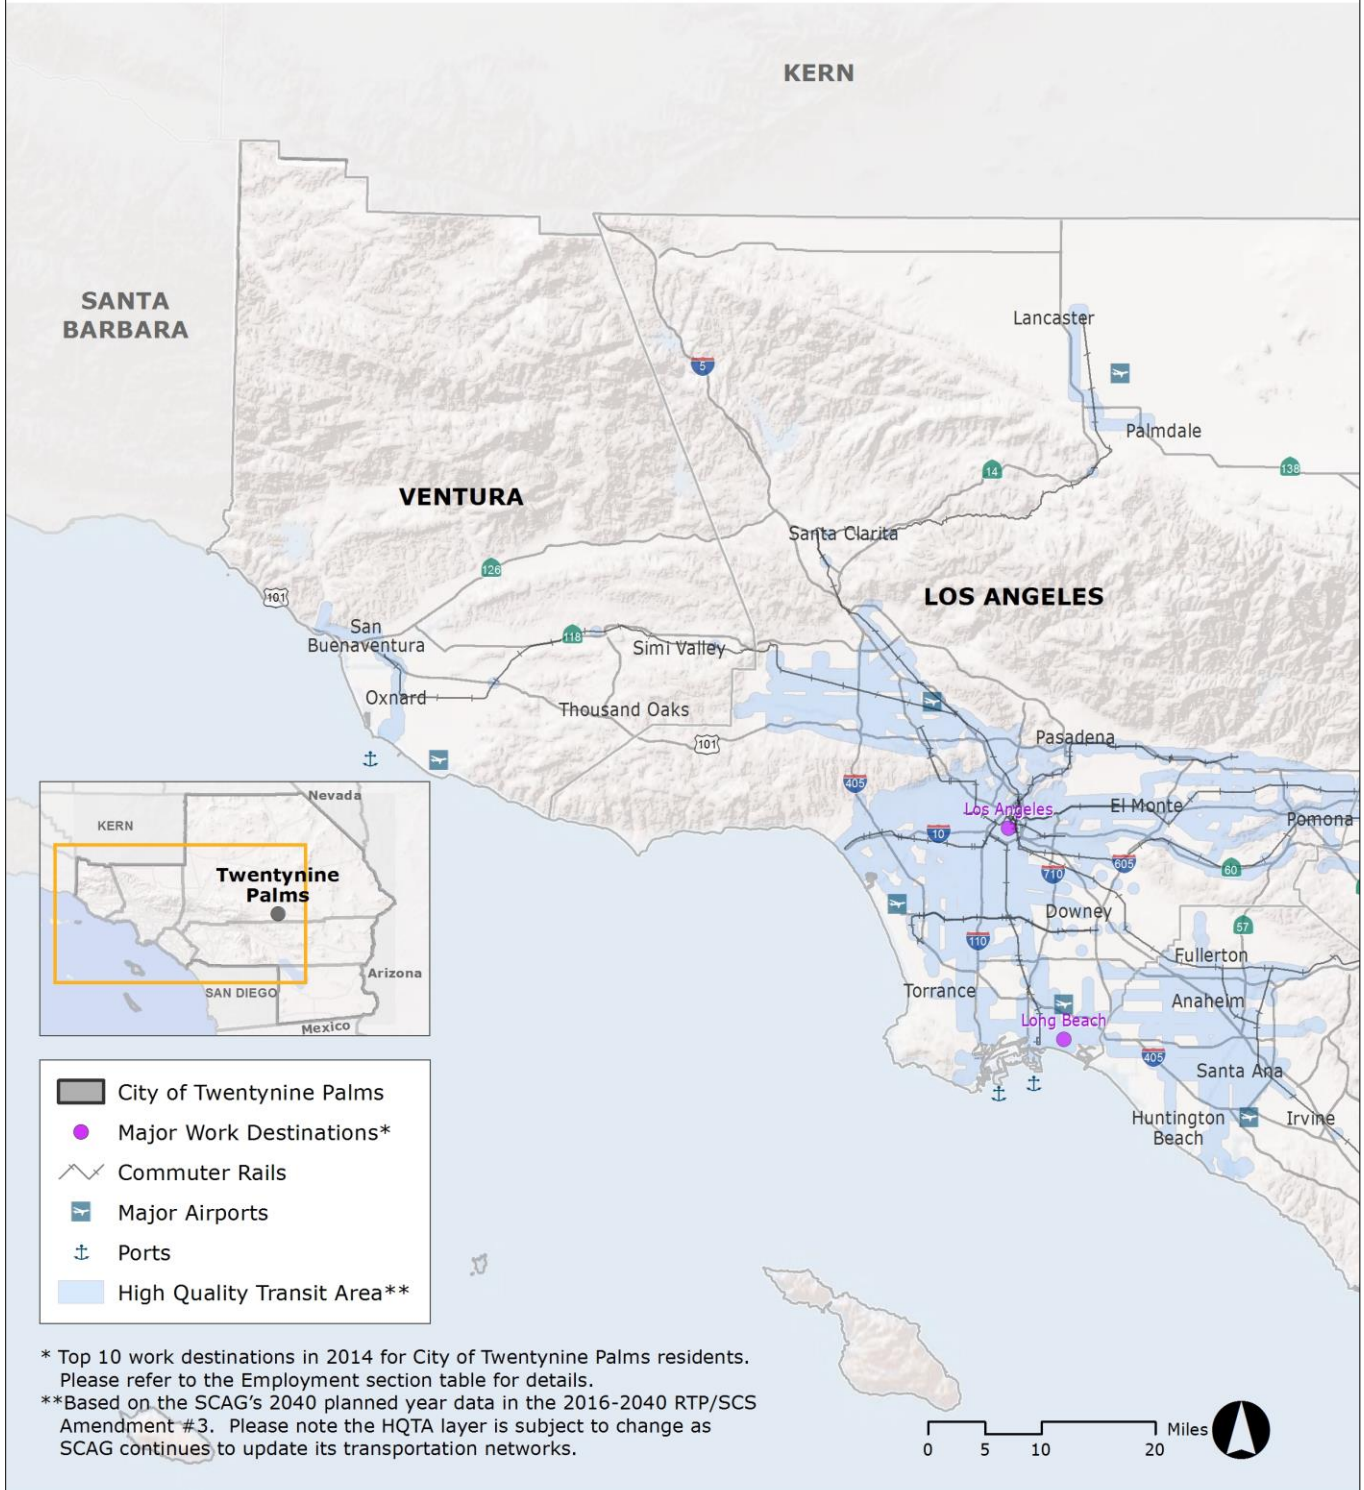 KERN
SANTA
BARBARA
Lancaster
5
Palmdale
14
138
VENTURA
Santa Clarita
126
LOS ANGELES
101
San
Buenaventura
118
Simi Valley
Oxnard
Thousand Oaks
101
Pasadena
405
Los Angeles
El Monte
Pomona
10
605
710
60
Downey
57
110
Fullerton
Torrance
Anaheim
Long Beach
405
Santa Ana
Huntington
Beach
Irvine
Nevada
KERN
Twentynine
Palms
Arizona
SAN DIEGO
Mexico
City of Twentynine Palms
Major Work Destinations*
Commuter Rails
Major Airports
Ports
High Quality Transit Area**
* Top 10 work destinations in 2014 for City of Twentynine Palms residents.
Please refer to the Employment section table for details.
**Based on the SCAG's 2040 planned year data in the 2016-2040 RTP/SCS
Amendment #3. Please note the HQTA layer is subject to change as
SCAG continues to update its transportation networks.
Miles
0 5 10 20